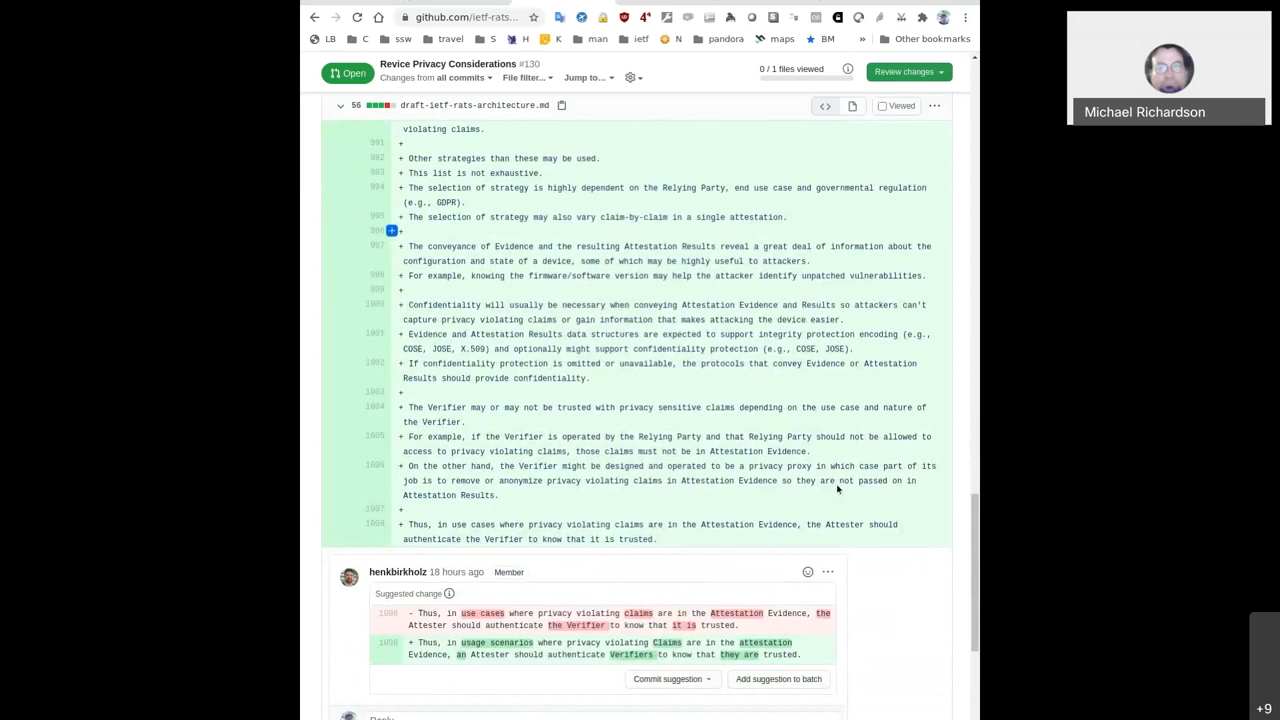 github.com/ietf-rats...
LB C ssw travel S H K man ietf N pandora maps BM » Other bookmarks
Open
Revice Privacy Considerations #130
Changes from all commits File filter... Jump to...
0 / 1 files viewed
Review changes
56 draft-ietf-rats-architecture.md
Viewed
violating claims.
991 +
992 + Other strategies than these may be used.
993 + This list is not exhaustive.
994 + The selection of strategy is highly dependent on the Relying Party, end use case and governmental regulation
(e.g., GDPR).
995 + The selection of strategy may also vary claim-by-claim in a single attestation.
996 +
997 + The conveyance of Evidence and the resulting Attestation Results reveal a great deal of information about the
configuration and state of a device, some of which may be highly useful to attackers.
998 + For example, knowing the firmware/software version may help the attacker identify unpatched vulnerabilities.
999 +
1000 + Confidentiality will usually be necessary when conveying Attestation Evidence and Results so attackers can't
capture privacy violating claims or gain information that makes attacking the device easier.
1001 + Evidence and Attestation Results data structures are expected to support integrity protection encoding (e.g.,
COSE, JOSE, X.509) and optionally might support confidentiality protection (e.g., COSE, JOSE).
1002 + If confidentiality protection is omitted or unavailable, the protocols that convey Evidence or Attestation
Results should provide confidentiality.
1003 +
1004 + The Verifier may or may not be trusted with privacy sensitive claims depending on the use case and nature of
the Verifier.
1005 + For example, if the Verifier is operated by the Relying Party and that Relying Party should not be allowed to
access to privacy violating claims, those claims must not be in Attestation Evidence.
1006 + On the other hand, the Verifier might be designed and operated to be a privacy proxy in which case part of its
job is to remove or anonymize privacy violating claims in Attestation Evidence so they are not passed on in
Attestation Results.
1007 +
1008 + Thus, in use cases where privacy violating claims are in the Attestation Evidence, the Attester should
authenticate the Verifier to know that it is trusted.
henkbirkholz 18 hours ago Member
Suggested change
1008 - Thus, in use cases where privacy violating claims are in the Attestation Evidence, the
Attester should authenticate the Verifier to know that it is trusted.
1008 + Thus, in usage scenarios where privacy violating Claims are in the attestation
Evidence, an Attester should authenticate Verifiers to know that they are trusted.
Commit suggestion Add suggestion to batch
Michael Richardson
+9